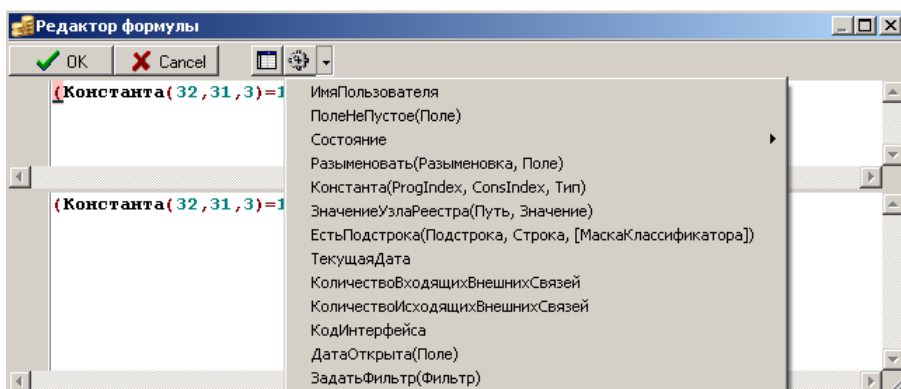 Редактор формулы
OK Cancel
(Константа(32,31,3)=1
ИмяПользователя
ПолеНеПустое(Поле)
Состояние
Разыменовать(Разыменовка, Поле)
Константа(ProgIndex, ConsIndex, Тип)
(Константа(32,31,3)=1
ЗначениеУзлаРеестра(Путь, Значение)
ЕстьПодстрока(Подстрока, Строка, [МаскаКлассификатора])
ТекущаяДата
КоличествоВходящихВнешнихСвязей
КоличествоИсходящихВнешнихСвязей
КодИнтерфейса
ДатаОткрыта(Поле)
ЗадатьФильтр(Фильтр)